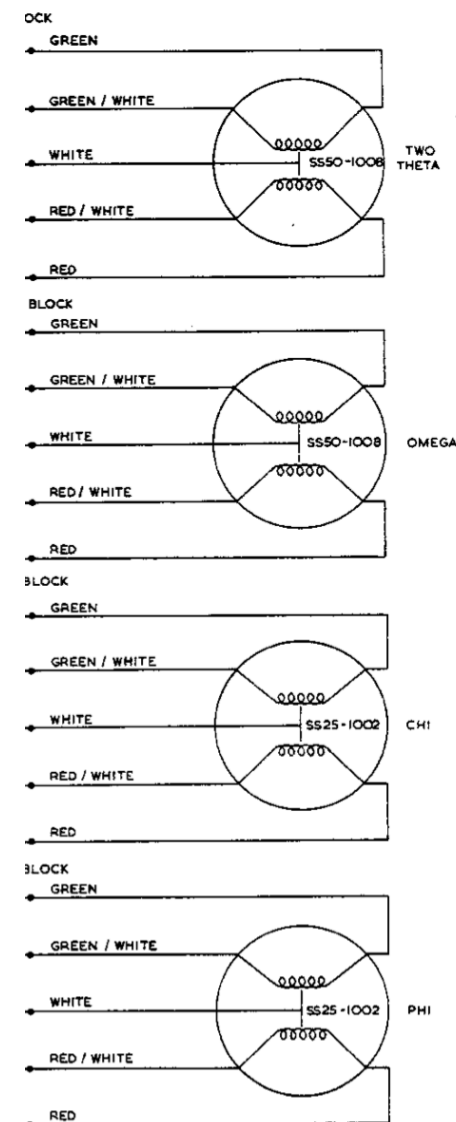 OCK
GREEN
GREEN / WHITE
WHITE
SS50-1008
TWO
THETA
RED / WHITE
RED
BLOCK
GREEN
GREEN / WHITE
WHITE
SS50-1008
OMEGA
RED / WHITE
RED
BLOCK
GREEN
GREEN / WHITE
WHITE
SS25-1002
CHI
RED / WHITE
RED
BLOCK
GREEN
GREEN / WHITE
WHITE
SS25-1002
PHI
RED / WHITE
RED